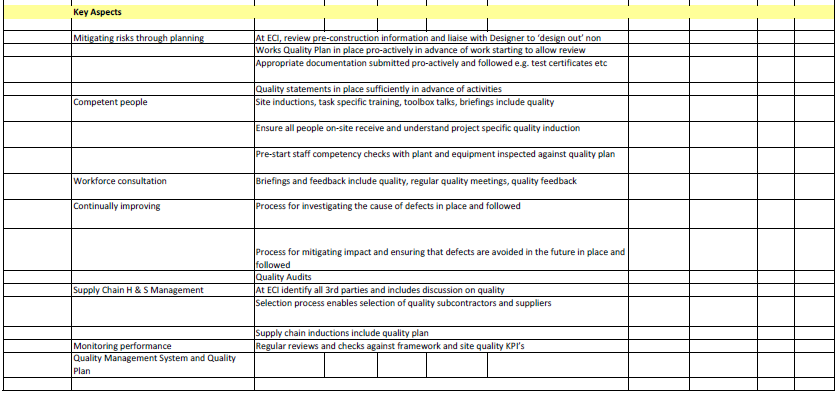 Key Aspects
Mitigating risks through planning At ECI, review pre-construction information and liaise with Designer to ‘design out’ non
Works Quality Plan in place pro-actively in advance of work starting to allow review
Appropriate documentation submitted pro-actively and followed e.g. test certificates etc
Quality statements in place sufficiently in advance of activities
Competent people Site inductions, task specific training, toolbox talks, briefings include quality
Ensure all people on-site receive and understand project specific quality induction
Pre-start staff competency checks with plant and equipment inspected against quality plan
Workforce consultation Briefings and feedback include quality, regular quality meetings, quality feedback
Continually improving Process for investigating the cause of defects in place and followed
Process for mitigating impact and ensuring that defects are avoided in the future in place and
followed
Quality Audits
Supply Chain H & S Management At ECI identify all 3rd parties and includes discussion on quality
Selection process enables selection of quality subcontractors and suppliers
Supply chain inductions include quality plan
Monitoring performance Regular reviews and checks against framework and site quality KPI’s
Quality Management System and Quality
Plan